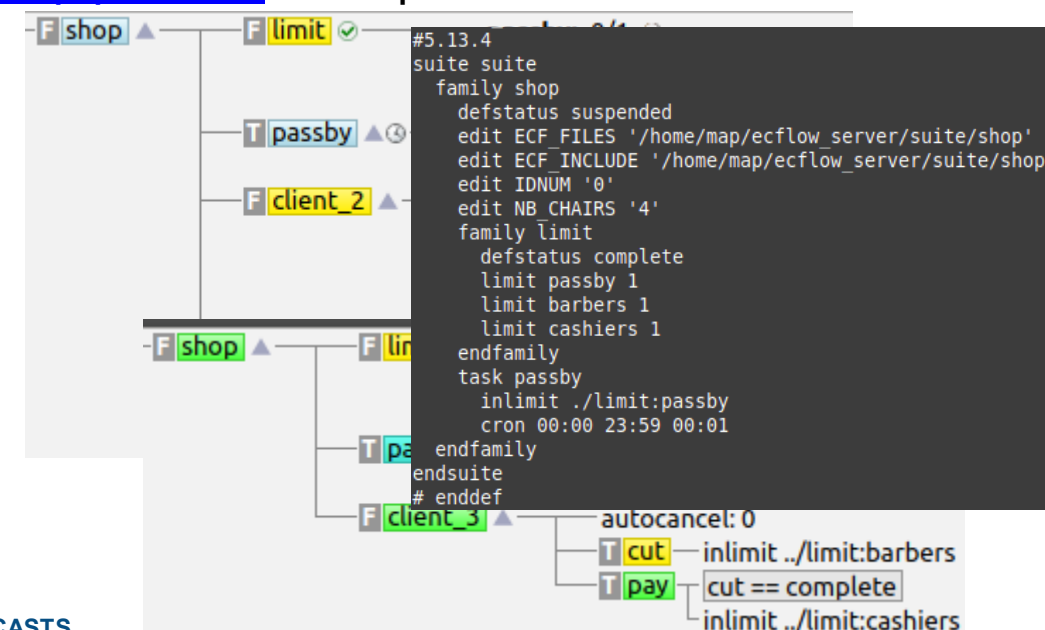 F shop
F limit
#5.13.4
suite suite
family shop
defstatus suspended
edit ECF_FILES '/home/map/ecflow_server/suite/shop'
edit ECF_INCLUDE '/home/map/ecflow_server/suite/shop
edit IDNUM '0'
edit NB_CHAIRS '4'
family limit
defstatus complete
limit passby 1
limit barbers 1
limit cashiers 1
endfamily
task passby
inlimit ./limit:passby
cron 00:00 23:59 00:01
endfamily
endsuite
# enddef
T passby
F client_2
F shop
F lin
T pa
F client_3
autocancel: 0
T cut
inlimit ../limit:barbers
T pay
cut == complete
inlimit ../limit:cashiers
CASTS